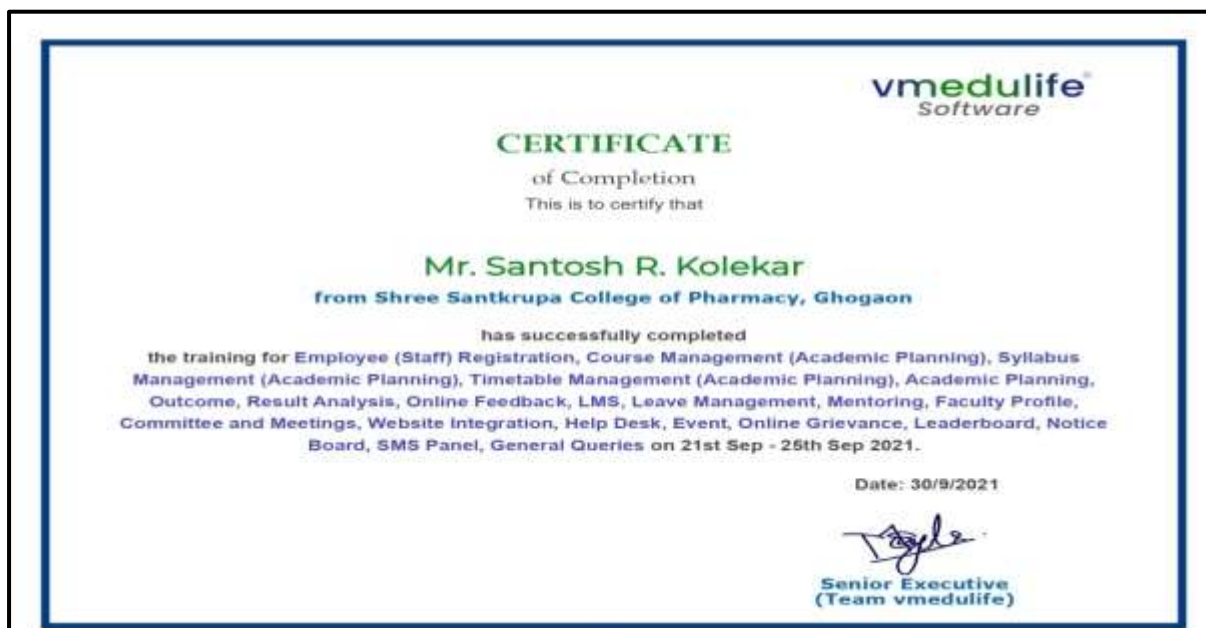 vmedulife®
Software
CERTIFICATE
of Completion
This is to certify that
Mr. Santosh R. Kolekar
from Shree Santkrupa College of Pharmacy, Ghogaon
has successfully completed
the training for Employee (Staff) Registration, Course Management (Academic Planning), Syllabus
Management (Academic Planning), Timetable Management (Academic Planning), Academic Planning,
Outcome, Result Analysis, Online Feedback, LMS, Leave Management, Mentoring, Faculty Profile,
Committee and Meetings, Website Integration, Help Desk, Event, Online Grievance, Leaderboard, Notice
Board, SMS Panel, General Queries on 21st Sep - 25th Sep 2021.
Date: 30/9/2021
Senior Executive
(Team vmedulife)